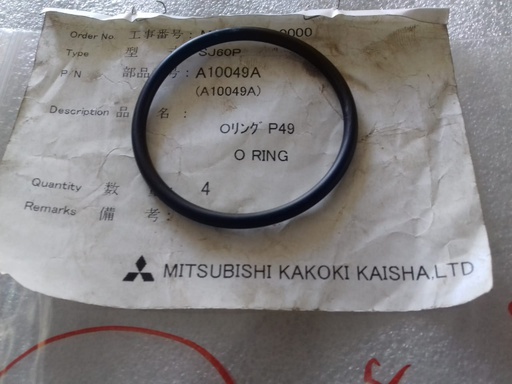 Order No. 工事番号: 000
Type 型 SJ60P
P/N 部品 号: A10049A
(A10049A)
Description 品 名:
Oリング P49
O RING
Quantity 数 : 4
Remarks 備 考:
MITSUBISHI KAKOKI KAISHA.LTD